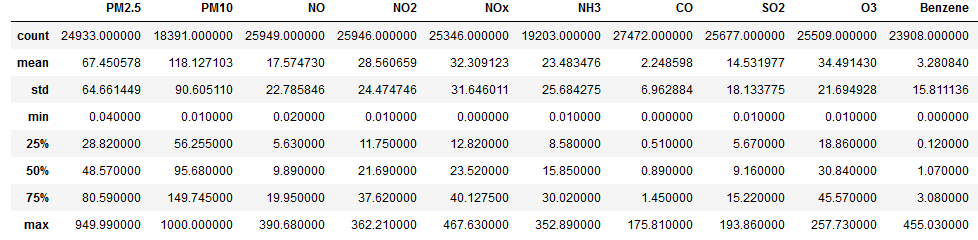 PM2.5 PM10 NO NO2 NOx NH3 CO SO2 O3 Benzene
count 24933.000000 18391.000000 25949.000000 25946.000000 25346.000000 19203.000000 27472.000000 25677.000000 25509.000000 23908.000000
mean 67.450578 118.127103 17.574730 28.560659 32.309123 23.483476 2.248598 14.531977 34.491430 3.280840
std 64.661449 90.605110 22.785846 24.474746 31.646011 25.684275 6.962884 18.133775 21.694928 15.811136
min 0.040000 0.010000 0.020000 0.010000 0.000000 0.010000 0.000000 0.010000 0.010000 0.000000
25% 28.820000 56.255000 5.630000 11.750000 12.820000 8.580000 0.510000 5.670000 18.860000 0.120000
50% 48.570000 95.680000 9.890000 21.690000 23.520000 15.850000 0.890000 9.160000 30.840000 1.070000
75% 80.590000 149.745000 19.950000 37.620000 40.127500 30.020000 1.450000 15.220000 45.570000 3.080000
max 949.990000 1000.000000 390.680000 362.210000 467.630000 352.890000 175.810000 193.860000 257.730000 455.030000